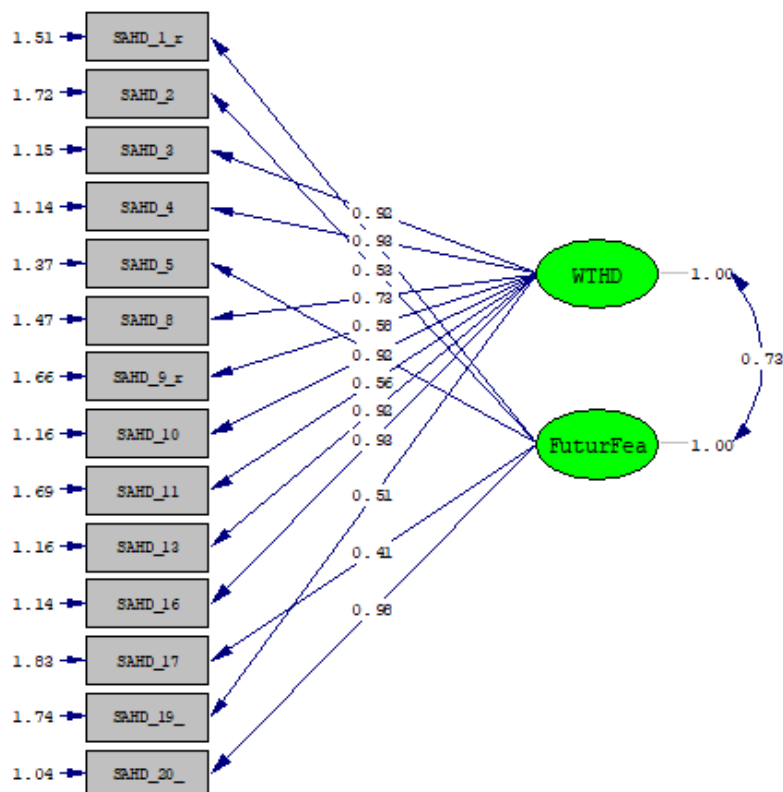 1.51 SAHD_1_r
1.72 SAHD_2
1.15 SAHD_3
1.14 SAHD_4
1.37 SAHD_5
1.47 SAHD_8
1.66 SAHD_9_r
1.16 SAHD_10
1.69 SAHD_11
1.16 SAHD_13
1.14 SAHD_16
1.83 SAHD_17
1.74 SAHD_19_
1.04 SAHD_20_
0.92
0.93
0.53
0.73
0.58
0.92
0.56
0.92
0.93
0.51
0.41
0.98
WTHD
1.00
0.73
FuturFea
1.00